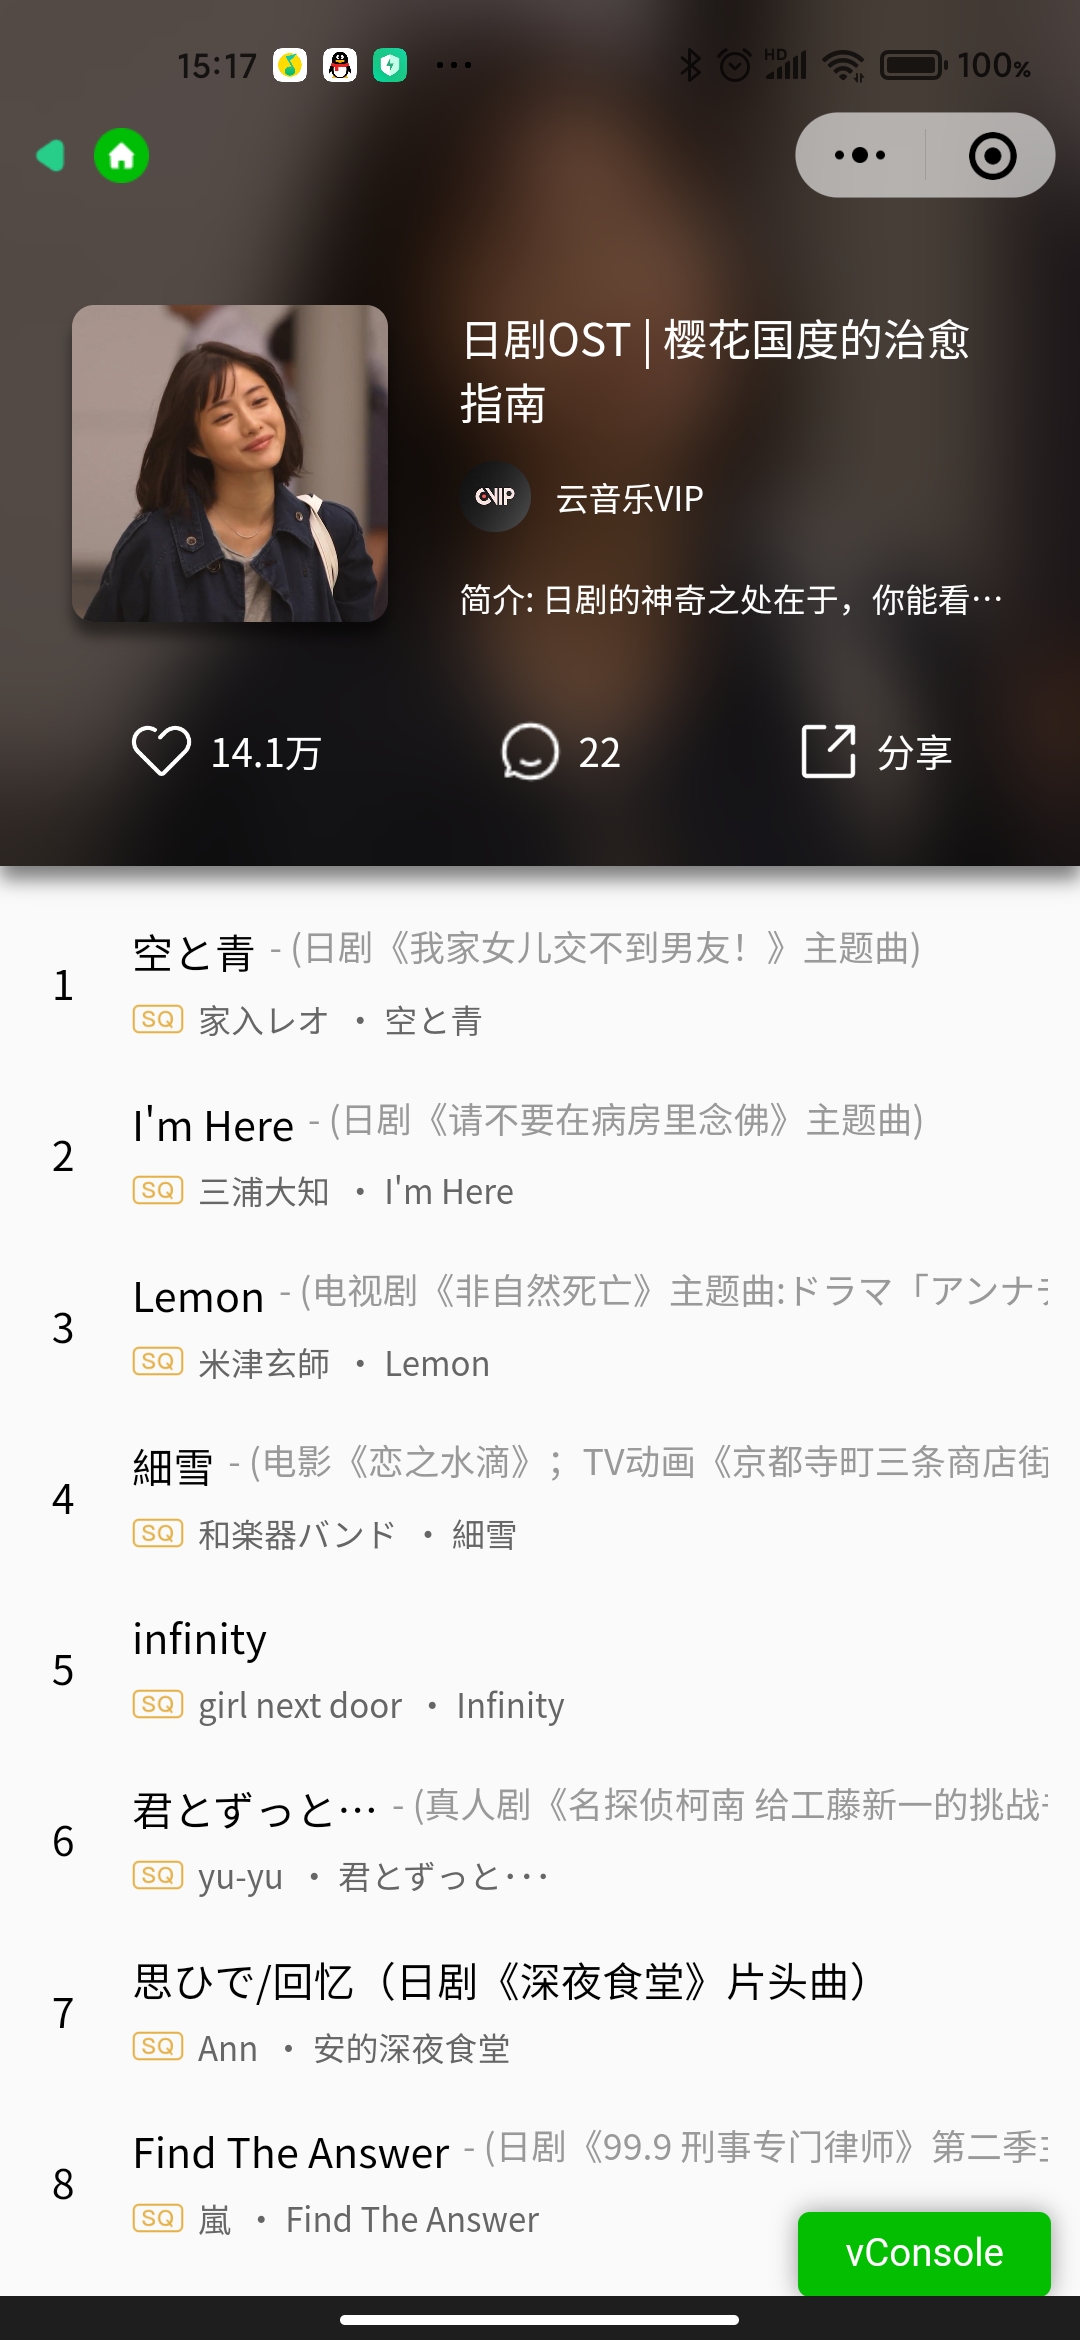 15:17
HD
100%
日剧OST | 樱花国度的治愈
指南
CVIP
云音乐VIP
简介: 日剧的神奇之处在于，你能看…
14.1万
22
分享
1
空と青 - (日剧《我家女儿交不到男友！》主题曲)
SQ 家入レオ · 空と青
2
I'm Here - (日剧《请不要在病房里念佛》主题曲)
SQ 三浦大知 · I'm Here
3
Lemon - (电视剧《非自然死亡》主题曲:ドラマ「アンナチ
SQ 米津玄師 · Lemon
4
細雪 - (电影《恋之水滴》；TV动画《京都寺町三条商店街
SQ 和楽器バンド · 細雪
5
infinity
SQ girl next door · Infinity
6
君とずっと… - (真人剧《名探侦柯南 给工藤新一的挑战
SQ yu-yu · 君とずっと···
7
思ひで/回忆（日剧《深夜食堂》片头曲）
SQ Ann · 安的深夜食堂
8
Find The Answer - (日剧《99.9 刑事专门律师》第二季
SQ 嵐 · Find The Answer
vConsole